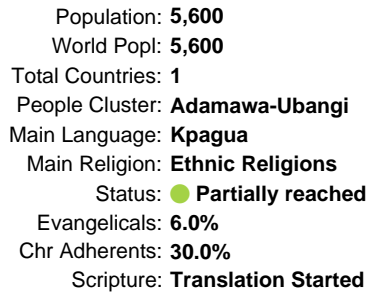 Population: 5,600
World Popl: 5,600
Total Countries: 1
People Cluster: Adamawa-Ubangi
Main Language: Kpagua
Main Religion: Ethnic Religions
Status: Partially reached
Evangelicals: 6.0%
Chr Adherents: 30.0%
Scripture: Translation Started